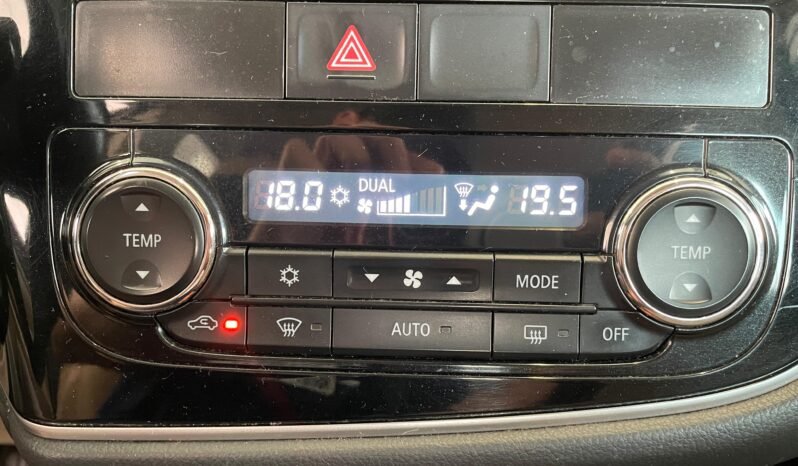 18.0 DUAL 19.5
TEMP
TEMP
MODE
AUTO
OFF